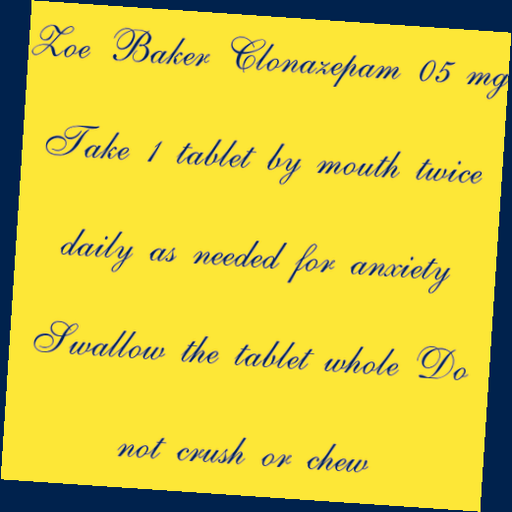 Zoe Baker Clonazepam 05 mg
Take 1 tablet by mouth twice
daily as needed for anxiety
Swallow the tablet whole Do
not crush or chew